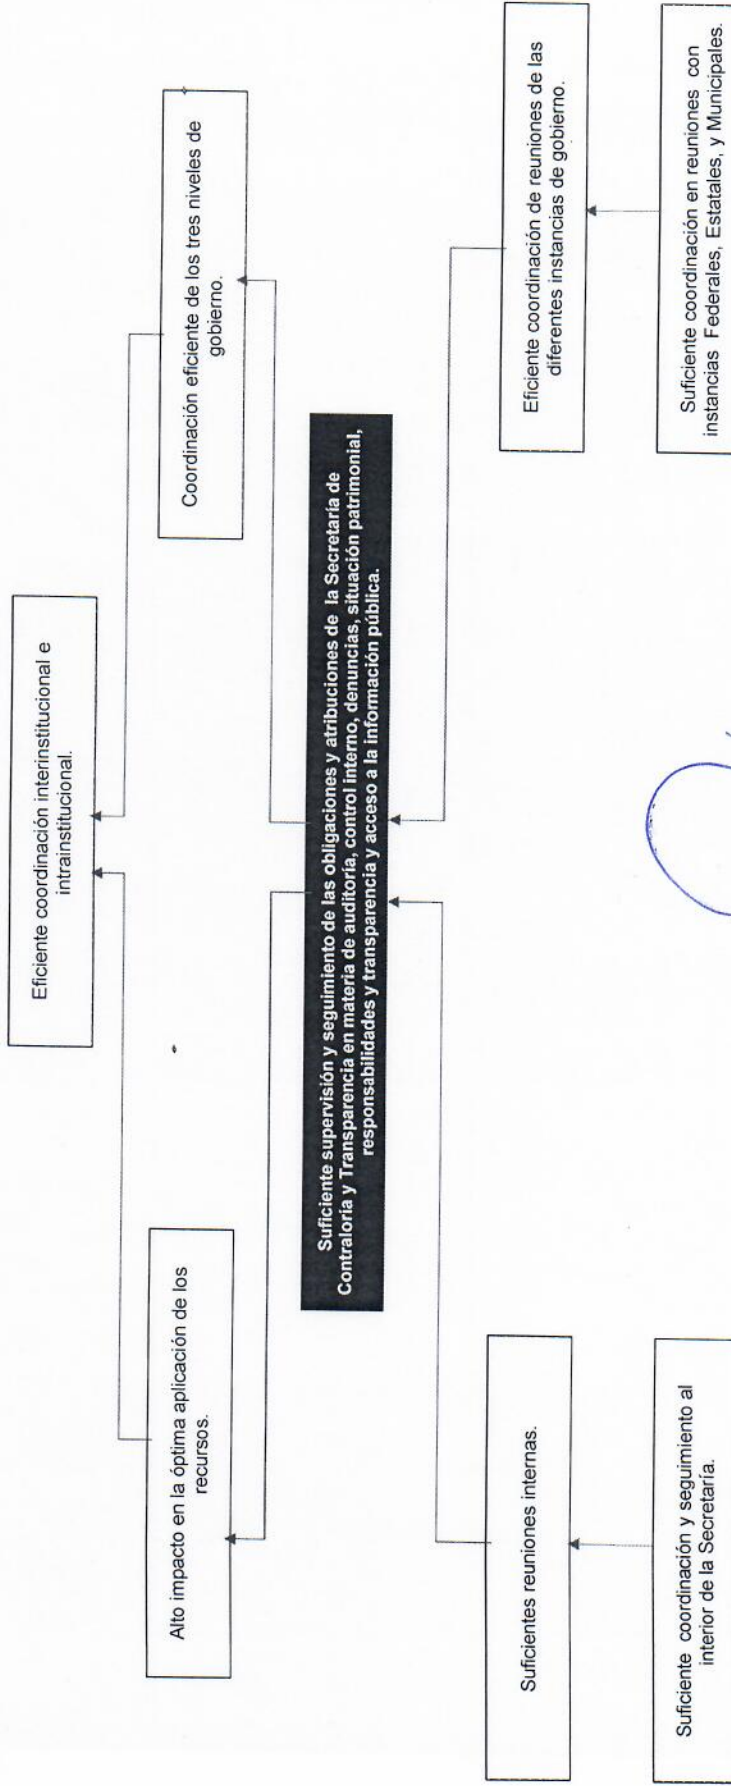 Eficiente coordinación interinstitucional e
intrainstitucional.
Alto impacto en la óptima aplicación de los
recursos.
Coordinación eficiente de los tres niveles de
gobierno.
Suficiente supervisión y seguimiento de las obligaciones y atribuciones de la Secretaría de
Contraloría y Transparencia en materia de auditoría, control interno, denuncias, situación patrimonial,
responsabilidades y transparencia y acceso a la información pública.
Suficientes reuniones internas.
Eficiente coordinación de reuniones de las
diferentes instancias de gobierno.
Suficiente coordinación y seguimiento al
interior de la Secretaría.
Suficiente coordinación en reuniones con
instancias Federales, Estatales, y Municipales.